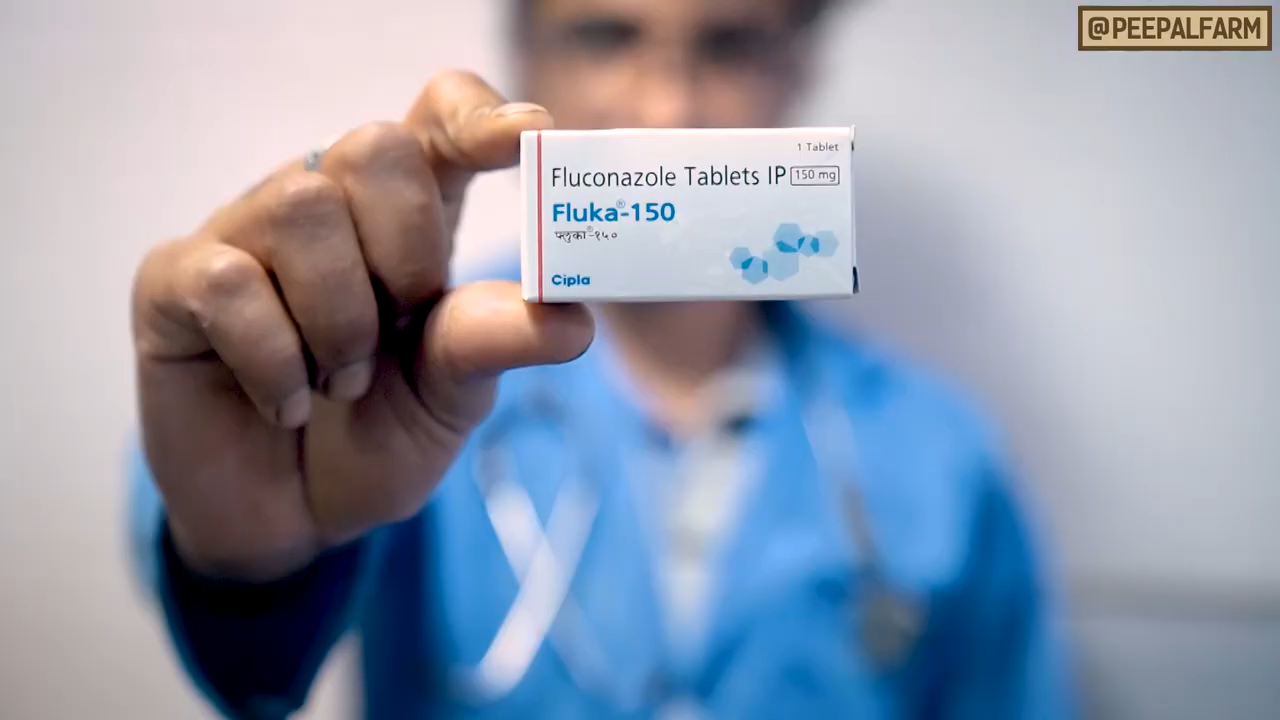 @PEEPALFARM
1 Tablet
Fluconazole Tablets IP 150 mg
Fluka®-150
फ्लुका®-१५०
Cipla